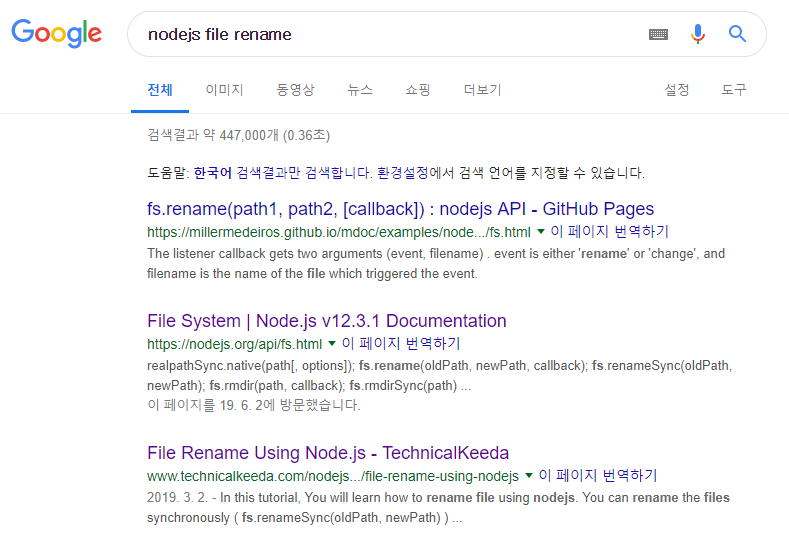 Google
nodejs file rename
전체 이미지 동영상 뉴스 쇼핑 더보기 설정 도구
검색결과 약 447,000개 (0.36초)
도움말: 한국어 검색결과만 검색합니다. 환경설정에서 검색 언어를 지정할 수 있습니다.
fs.rename(path1, path2, [callback]) : nodejs API - GitHub Pages
https://millermedeiros.github.io/mdoc/examples/node.../fs.html ▼ 이 페이지 번역하기
The listener callback gets two arguments (event, filename) . event is either 'rename' or 'change', and
filename is the name of the file which triggered the event.
File System | Node.js v12.3.1 Documentation
https://nodejs.org/api/fs.html ▼ 이 페이지 번역하기
realpathSync.native(path[, options]); fs.rename(oldPath, newPath, callback); fs.renameSync(oldPath,
newPath); fs.rmdir(path, callback); fs.rmdirSync(path) ...
이 페이지를 19. 6. 2에 방문했습니다.
File Rename Using Node.js - TechnicalKeeda
www.technicalkeeda.com/nodejs.../file-rename-using-nodejs ▼ 이 페이지 번역하기
2019. 3. 2. - In this tutorial, You will learn how to rename file using nodejs. You can rename the files
synchronously ( fs.renameSync(oldPath, newPath) ) ...